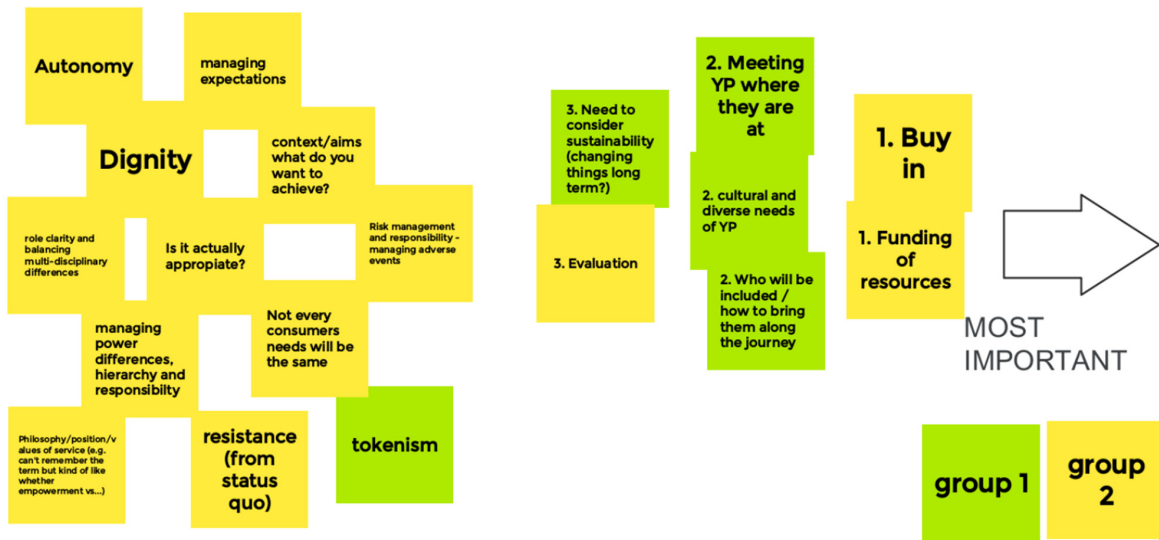 Autonomy
managing
expectations
Dignity
context/aims
what do you
want to
achieve?
role clarity and
balancing
multi-disciplinary
differences
Is it actually
appropiate?
Risk management
and responsibility -
managing adverse
events
managing
power
differences,
hierarchy and
responsibilty
Not every
consumers
needs will be
the same
Philosophy/position/v
alues of service (e.g.
can't remember the
term but kind of like
whether
empowerment vs...)
resistance
(from
status
quo)
tokenism
3. Need to
consider
sustainability
(changing
things long
term?)
3. Evaluation
2. Meeting
YP where
they are
at
2. cultural and
diverse needs
of YP
2. Who will be
included /
how to bring
them along
the journey
1. Buy
in
1. Funding
of
resources
MOST
IMPORTANT
group 1
group
2